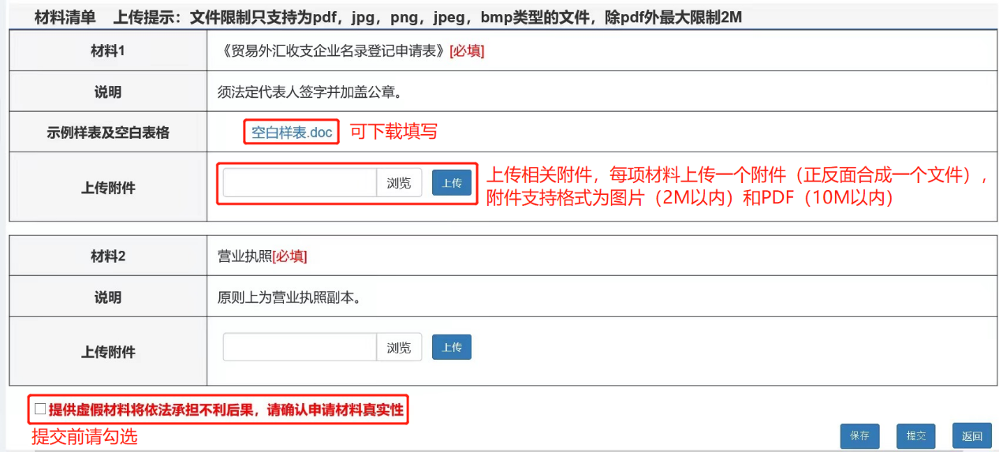 材料清单 上传提示：文件限制只支持为pdf，jpg，png，jpeg，bmp类型的文件，除pdf外最大限制2M
材料1
《贸易外汇收支企业名录登记申请表》[必填]
说明
须法定代表人签字并加盖公章。
示例样表及空白表格
空白样表.doc 可下载填写
上传附件
浏览 上传
上传相关附件，每项材料上传一个附件（正反面合成一个文件），
附件支持格式为图片（2M以内）和PDF（10M以内）
材料2
营业执照[必填]
说明
原则上为营业执照副本。
上传附件
浏览 上传
提供虚假材料将依法承担不利后果，请确认申请材料真实性
提交前请勾选
保存 提交 返回